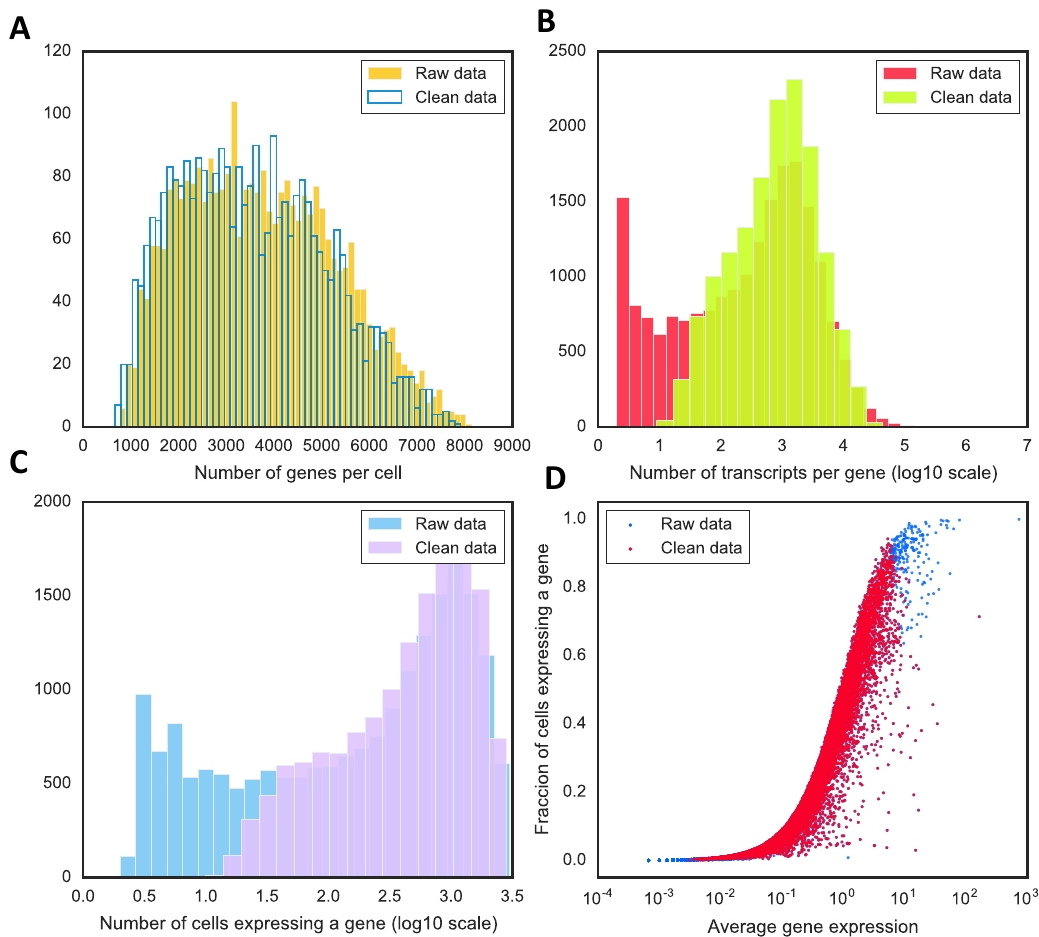 A
120
100
80
60
40
20
0
Raw data
Clean data
0 1000 2000 3000 4000 5000 6000 7000 8000 9000
Number of genes per cell
B
2500
2000
1500
1000
500
0
Raw data
Clean data
0 1 2 3 4 5 6 7
Number of transcripts per gene (log10 scale)
C
2000
1500
1000
500
0
Raw data
Clean data
0.0 0.5 1.0 1.5 2.0 2.5 3.0 3.5
Number of cells expressing a gene (log10 scale)
D
Fraccion of cells expressing a gene
1.0
0.8
0.6
0.4
0.2
0.0
Raw data
Clean data
10⁻⁴ 10⁻³ 10⁻² 10⁻¹ 10⁰ 10¹ 10² 10³
Average gene expression